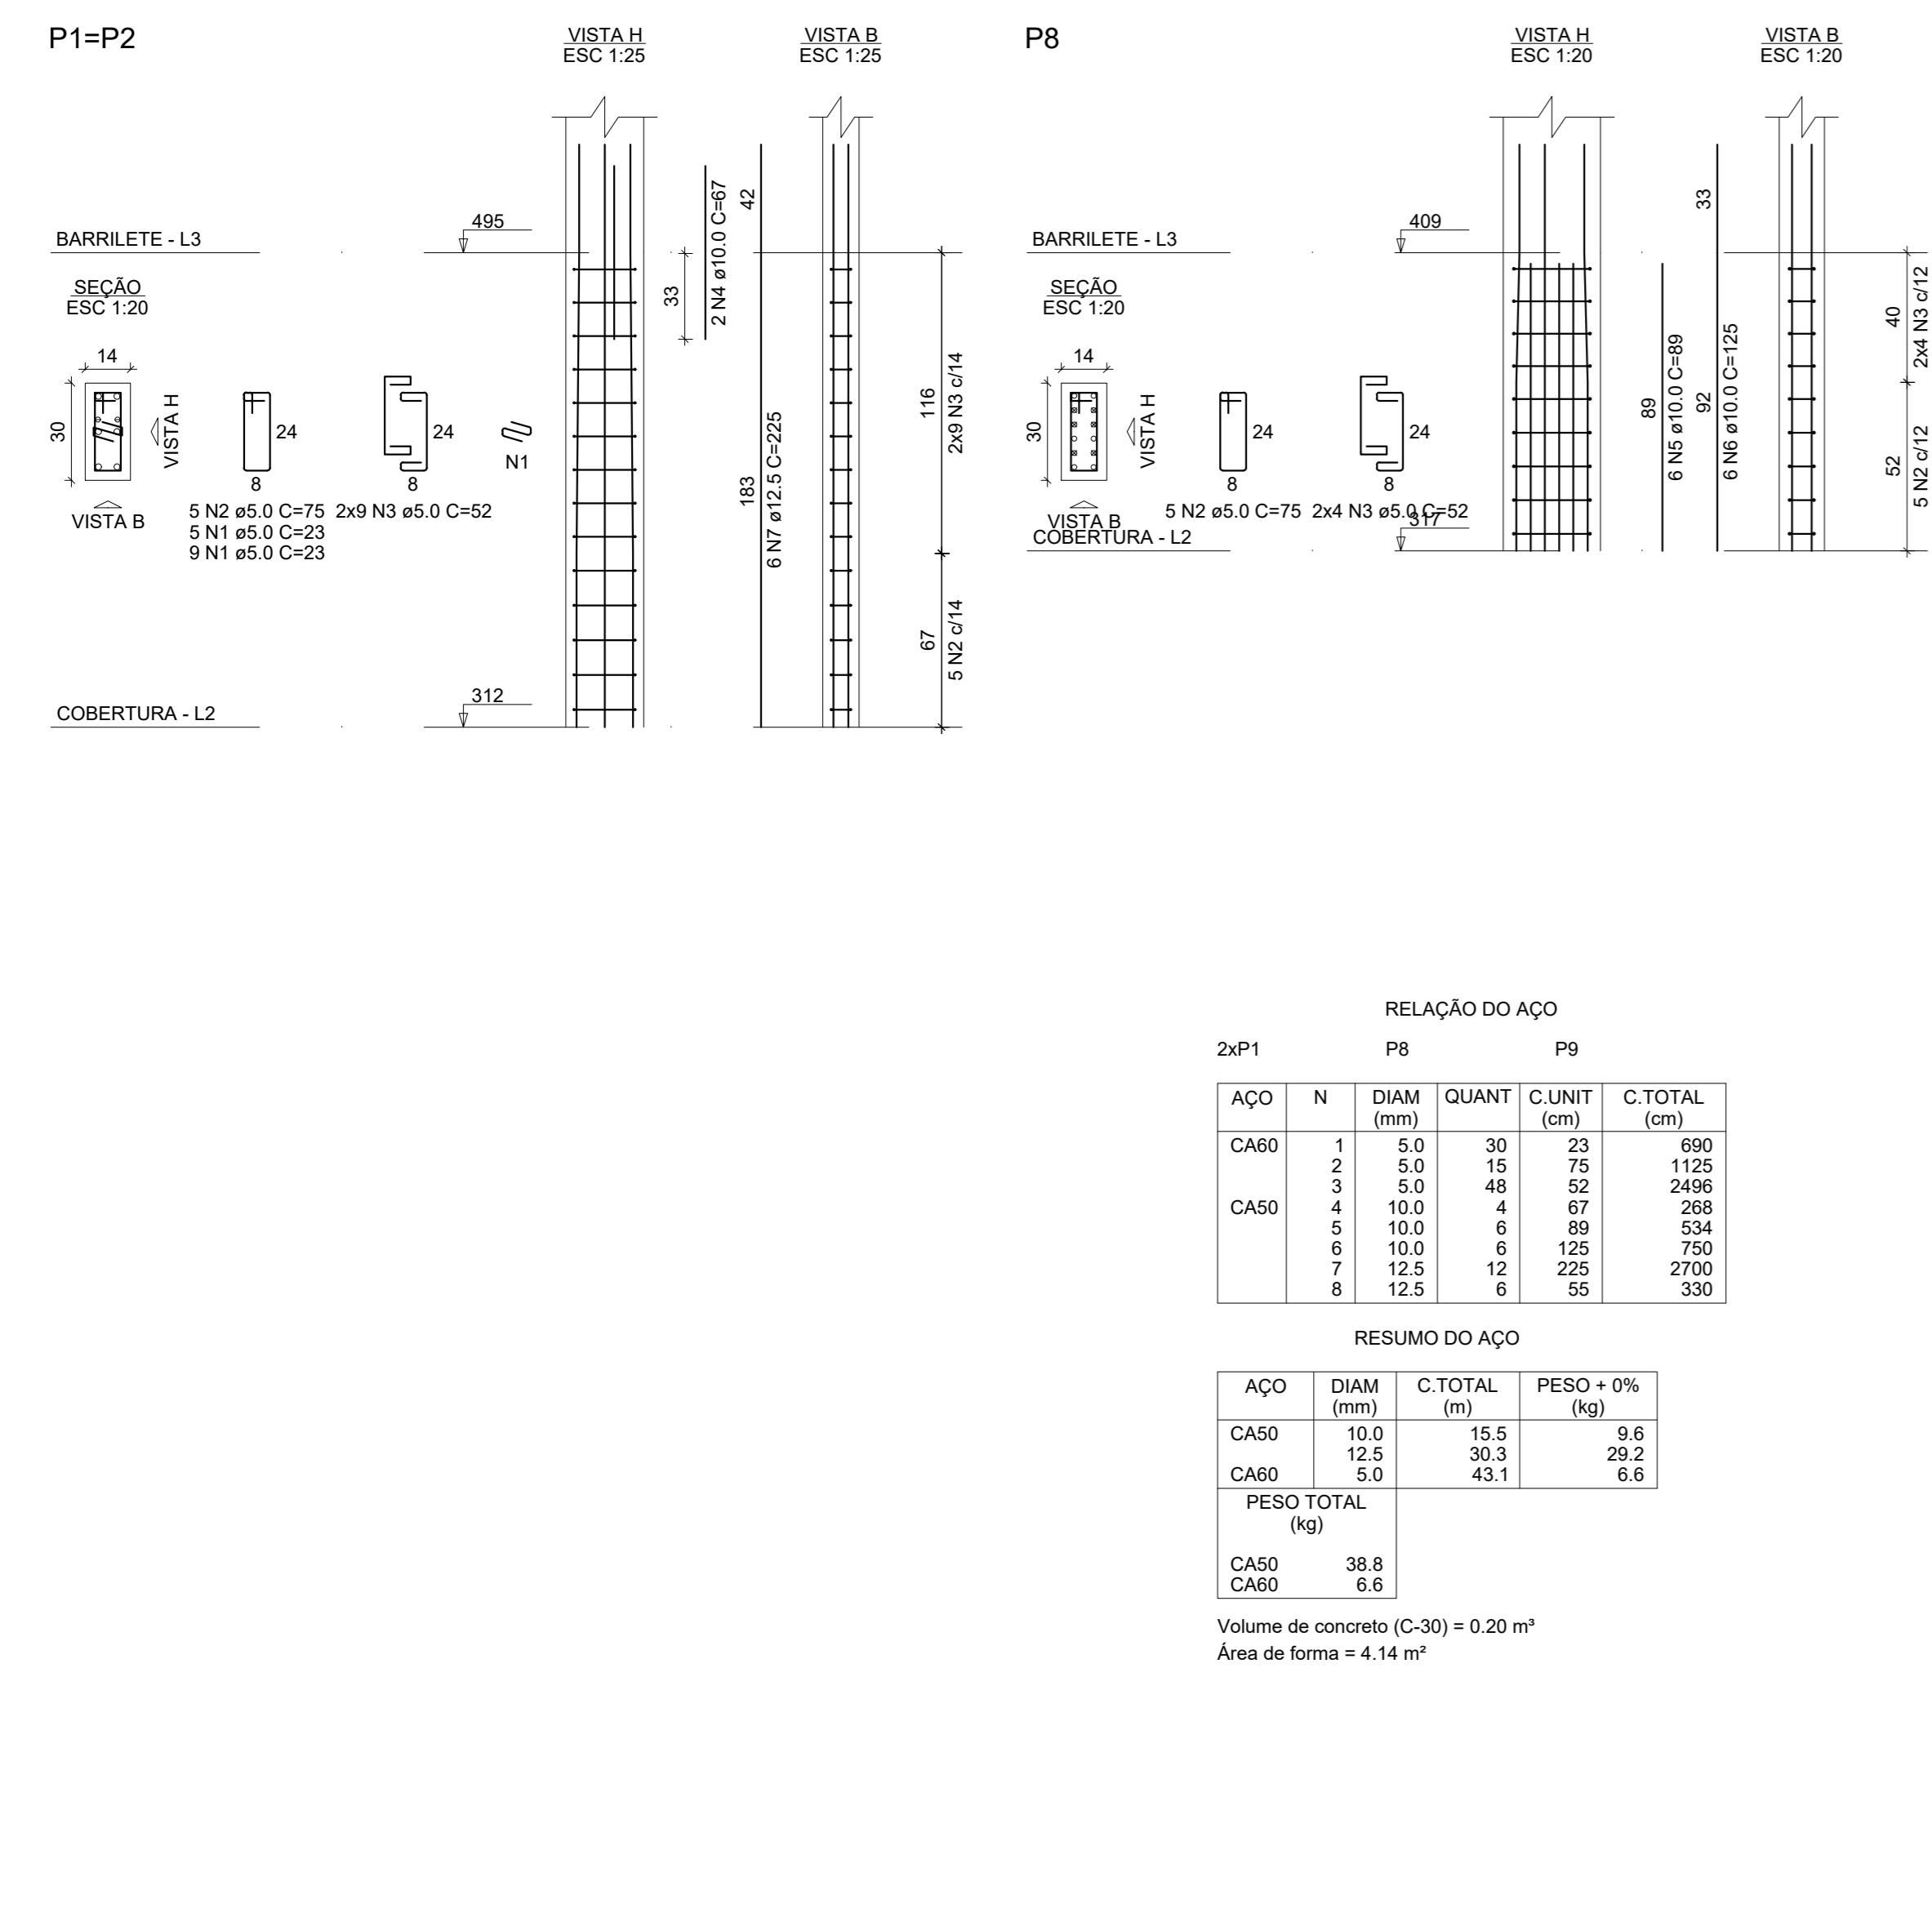 P1=P2
VISTA H
ESC 1:25
VISTA B
ESC 1:25
BARRILETE - L3
495
SEÇÃO
ESC 1:20
14
30
VISTA H
VISTA B
24
8
24
8
N1
5 N2 ø5.0 C=75 2x9 N3 ø5.0 C=52
5 N1 ø5.0 C=23
9 N1 ø5.0 C=23
33
2 N4 ø10.0 C=67
42
183
6 N7 ø12.5 C=225
116
2x9 N3 c/14
67
5 N2 c/14
312
COBERTURA - L2
P8
VISTA H
ESC 1:20
VISTA B
ESC 1:20
BARRILETE - L3
409
SEÇÃO
ESC 1:20
14
30
VISTA H
VISTA B
24
8
24
8
5 N2 ø5.0 C=75 2x4 N3 ø5.0 C=52
317
COBERTURA - L2
89
6 N5 ø10.0 C=89
33
92
6 N6 ø10.0 C=125
40
2x4 N3 c/12
52
5 N2 c/12
RELAÇÃO DO AÇO
2xP1 P8 P9
AÇO N DIAM QUANT C.UNIT C.TOTAL
(mm) (cm) (cm)
CA60 1 5.0 30 23 690
2 5.0 15 75 1125
3 5.0 48 52 2496
CA50 4 10.0 4 67 268
5 10.0 6 89 534
6 10.0 6 125 750
7 12.5 12 225 2700
8 12.5 6 55 330
RESUMO DO AÇO
AÇO DIAM C.TOTAL PESO + 0%
(mm) (m) (kg)
CA50 10.0 15.5 9.6
12.5 30.3 29.2
CA60 5.0 43.1 6.6
PESO TOTAL
(kg)
CA50 38.8
CA60 6.6
Volume de concreto (C-30) = 0.20 m³
Área de forma = 4.14 m²